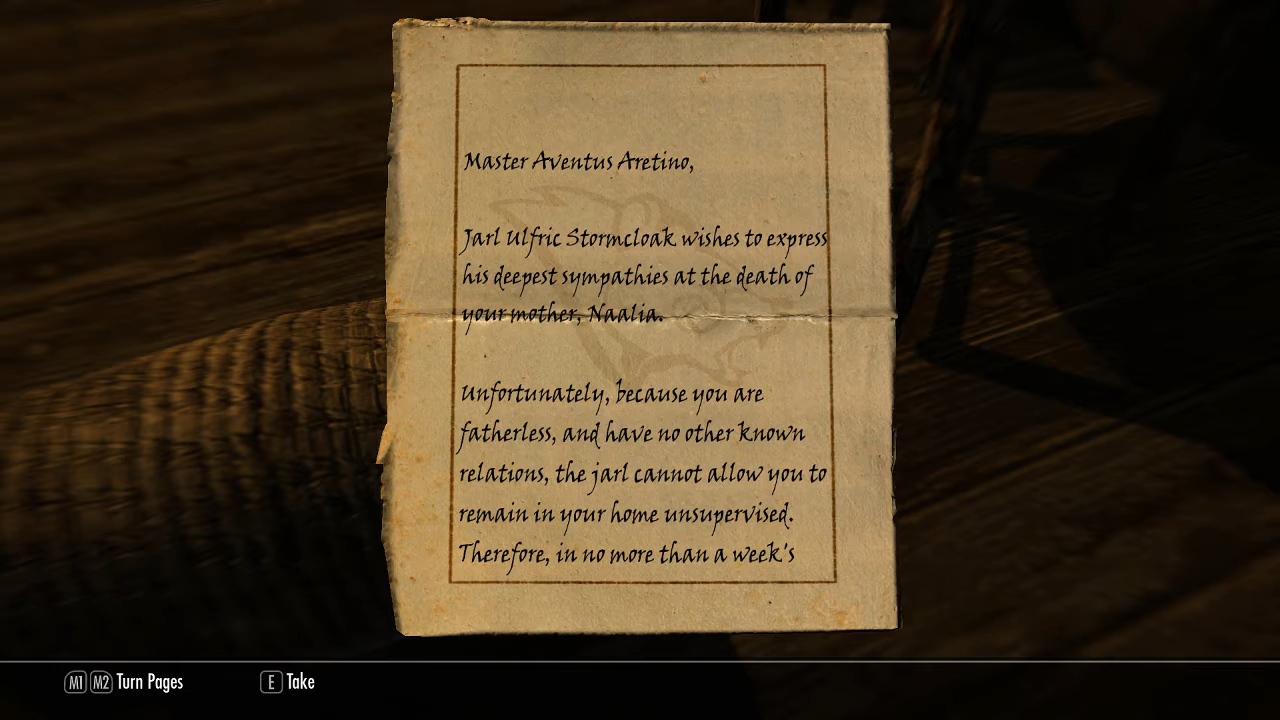 Master Aventus Aretino,
Jarl Ulfric Stormcloak wishes to express
his deepest sympathies at the death of
your mother, Naalia.
Unfortunately, because you are
fatherless, and have no other known
relations, the jarl cannot allow you to
remain in your home unsupervised.
Therefore, in no more than a week's
M1 M2 Turn Pages
E Take